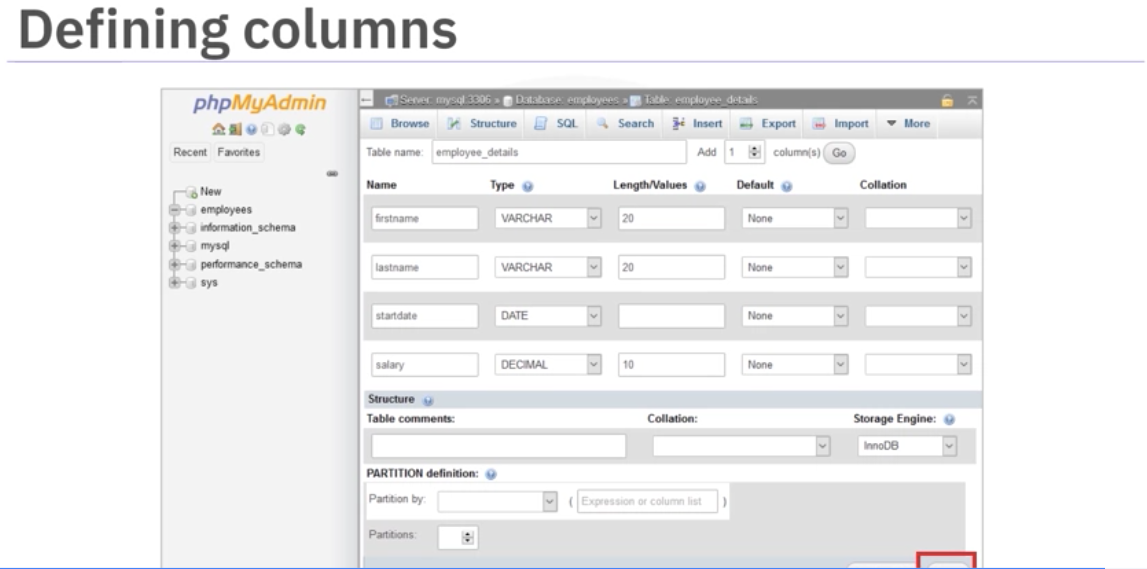 Defining columns
phpMyAdmin
Recent Favorites
New
employees
information_schema
mysql
performance_schema
sys
Server: mysql:3306 » Database: employees » Table: employee_details
Browse Structure SQL Search Insert Export Import More
Table name: employee_details Add 1 column(s) Go
Name Type Length/Values Default Collation
firstname VARCHAR 20 None
lastname VARCHAR 20 None
startdate DATE None
salary DECIMAL 10 None
Structure
Table comments: Collation: Storage Engine:
InnoDB
PARTITION definition:
Partition by: ( Expression or column list )
Partitions: